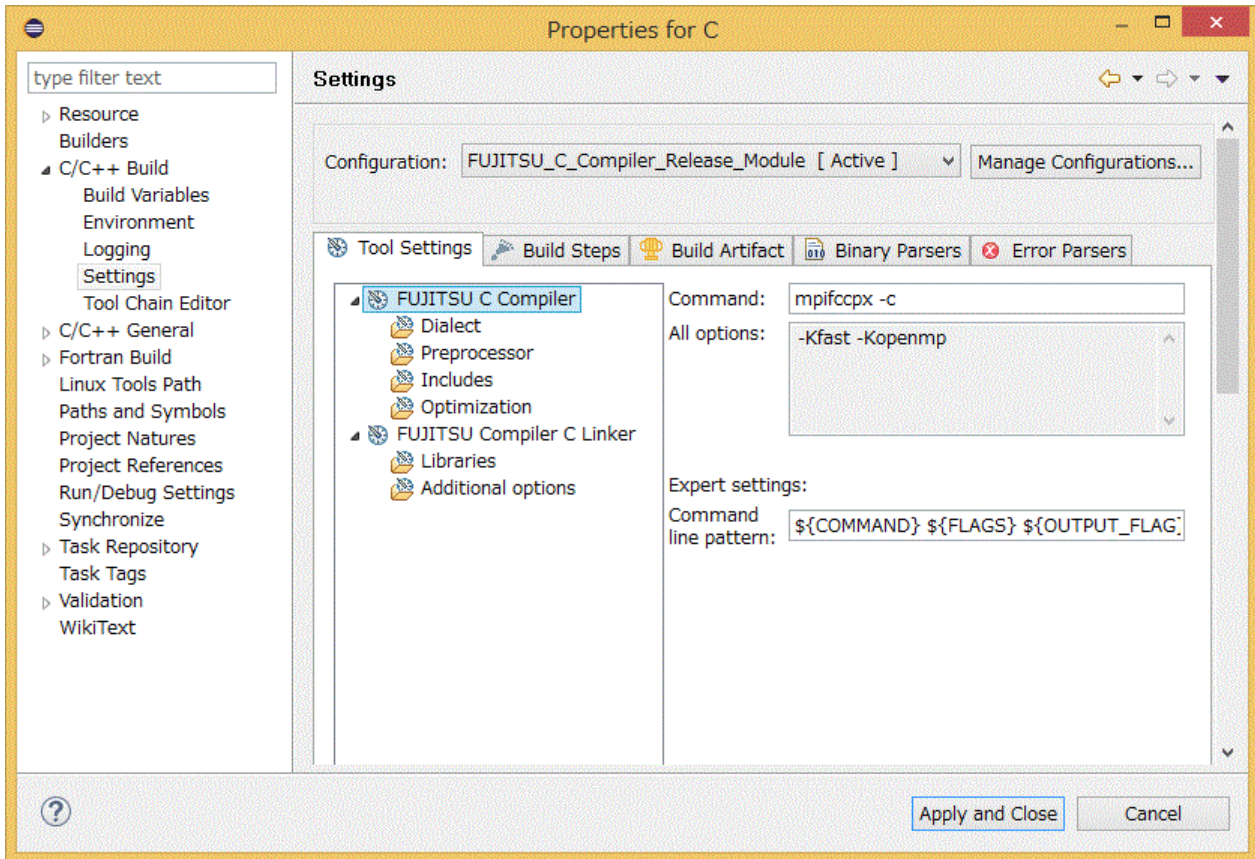 Properties for C
type filter text
Resource
Builders
C/C++ Build
Build Variables
Environment
Logging
Settings
Tool Chain Editor
C/C++ General
Fortran Build
Linux Tools Path
Paths and Symbols
Project Natures
Project References
Run/Debug Settings
Synchronize
Task Repository
Task Tags
Validation
WikiText
Settings
Configuration: FUJITSU_C_Compiler_Release_Module [ Active ] Manage Configurations...
Tool Settings Build Steps Build Artifact Binary Parsers Error Parsers
FUJITSU C Compiler
Dialect
Preprocessor
Includes
Optimization
FUJITSU Compiler C Linker
Libraries
Additional options
Command: mpifccpx -c
All options: -Kfast -Kopenmp
Expert settings:
Command
line pattern: ${COMMAND} ${FLAGS} ${OUTPUT_FLAG}
Apply and Close Cancel